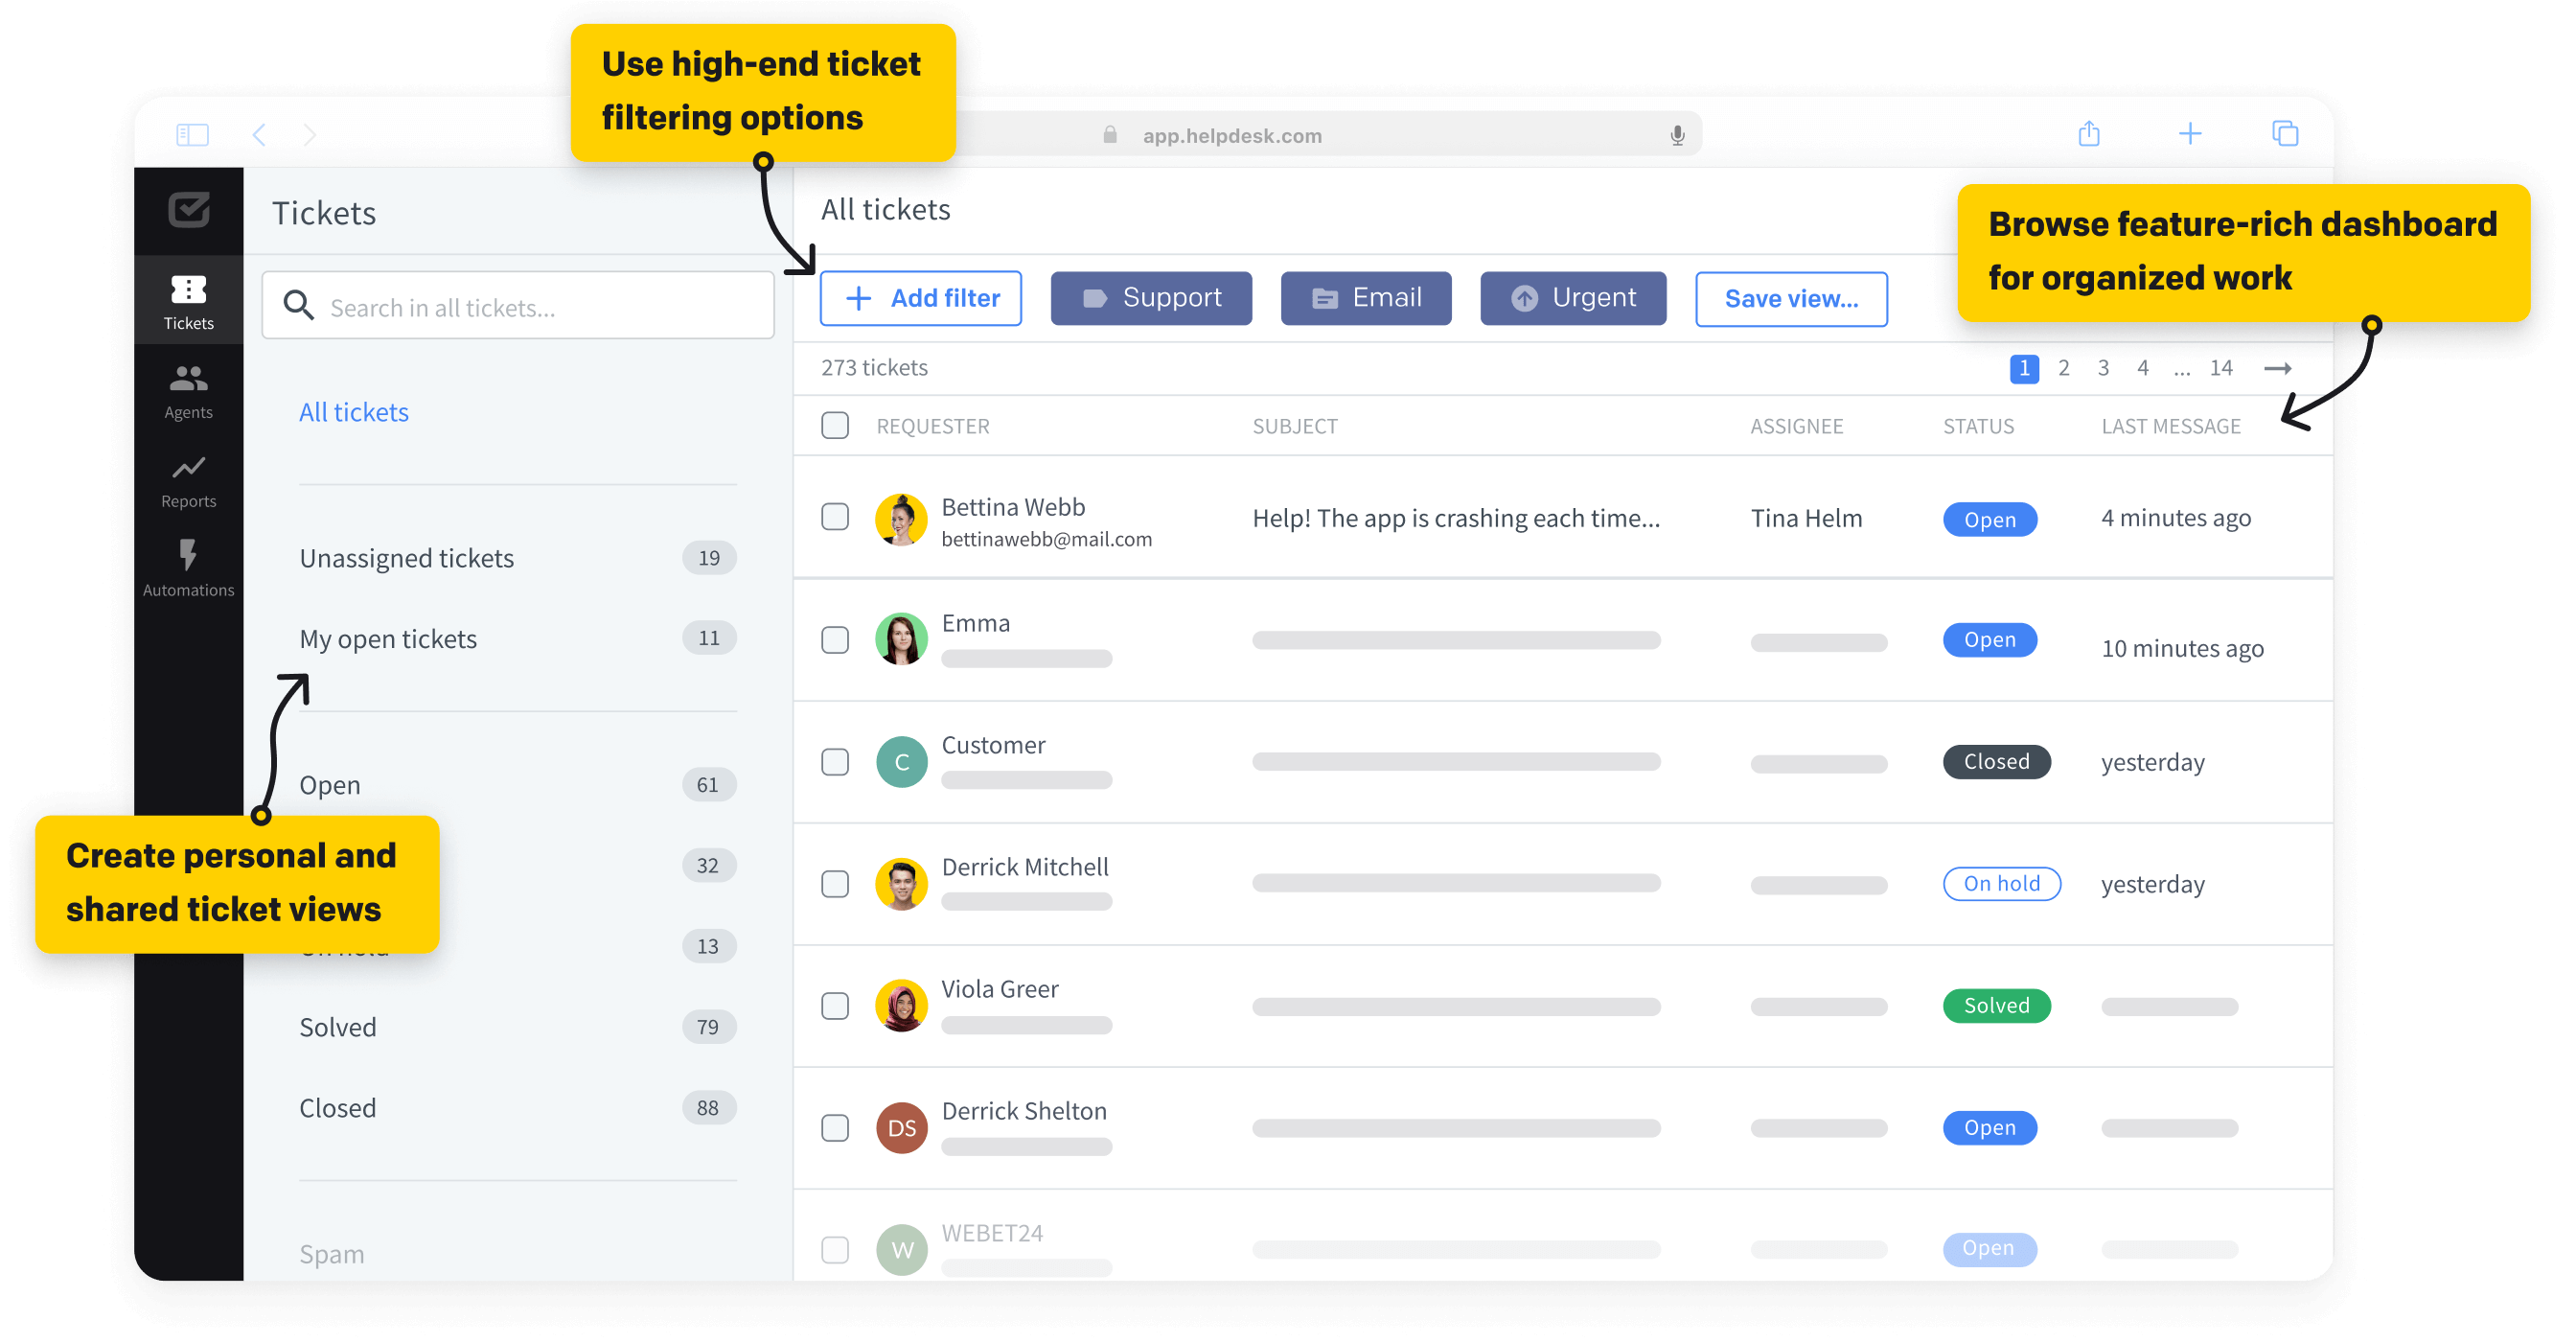 Use high-end ticket
filtering options
app.helpdesk.com
Browse feature-rich dashboard
for organized work
Tickets
Agents
Reports
Automations
Tickets
Search in all tickets...
All tickets
Unassigned tickets 19
My open tickets 11
Open 61
32
13
Solved 79
Closed 88
Spam
Create personal and
shared ticket views
All tickets
Add filter Support Email Urgent Save view...
273 tickets 1 2 3 4 ... 14
REQUESTER SUBJECT ASSIGNEE STATUS LAST MESSAGE
Bettina Webb
bettinawebb@mail.com
Help! The app is crashing each time... Tina Helm Open 4 minutes ago
Emma Open 10 minutes ago
C Customer Closed yesterday
Derrick Mitchell On hold yesterday
Viola Greer Solved
DS Derrick Shelton Open
W WEBET24 Open